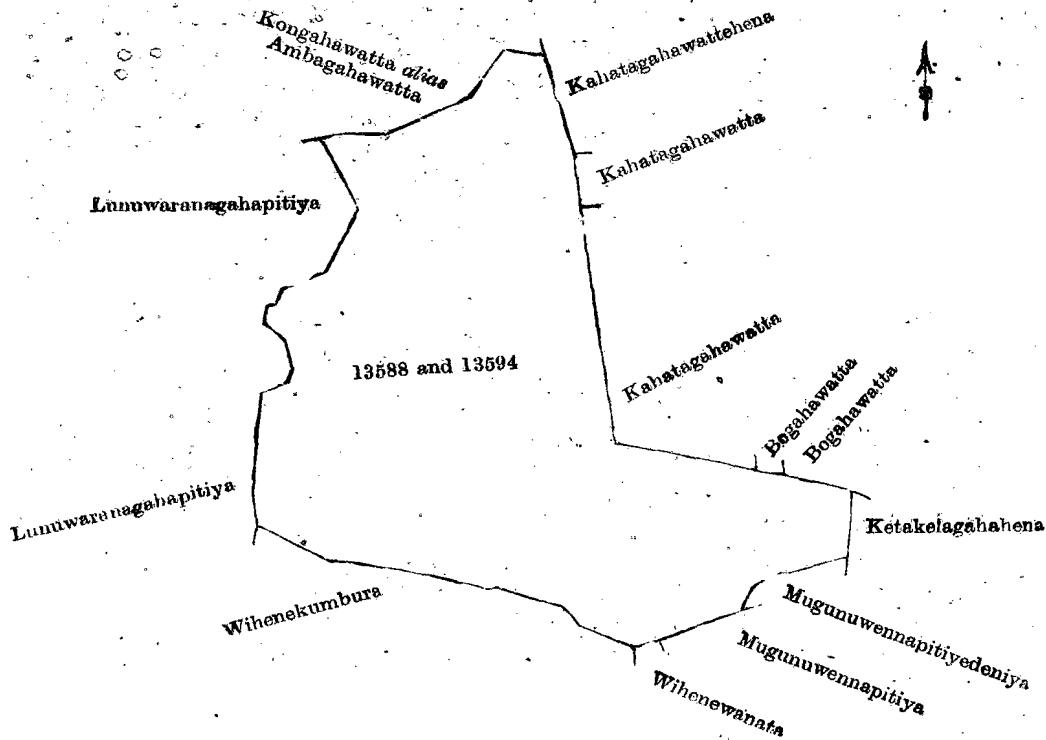 Kongahawatta alias
Ambagahawatta
Kahatagahawattehena
Kahatagahawatta
Lunuwaranagahapitiya
Kahatagahawatta
13588 and 13594
Bogahawatta
Bogahawatta
Lunuwaranagahapitiya
Ketakelagahahena
Wihenekumbura
Mugunuwennapitiyedeniya
Mugunuwennapitiya
Wihenewanata